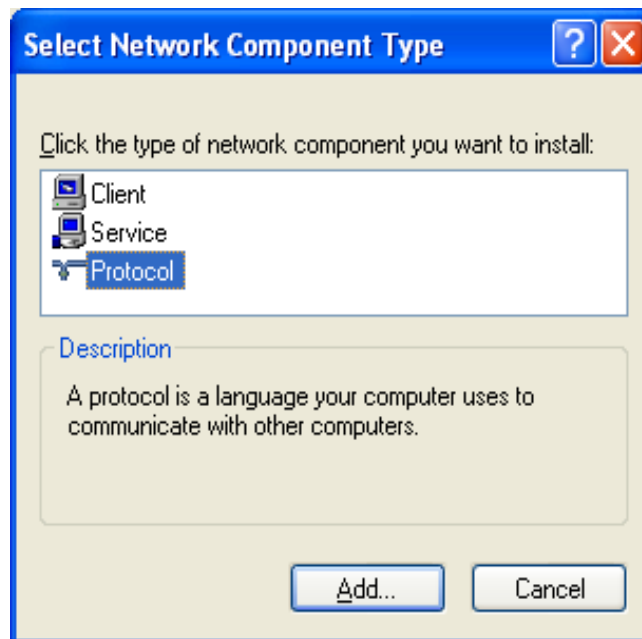 Select Network Component Type
Click the type of network component you want to install:
Client
Service
Protocol
Description
A protocol is a language your computer uses to
communicate with other computers.
Add... Cancel